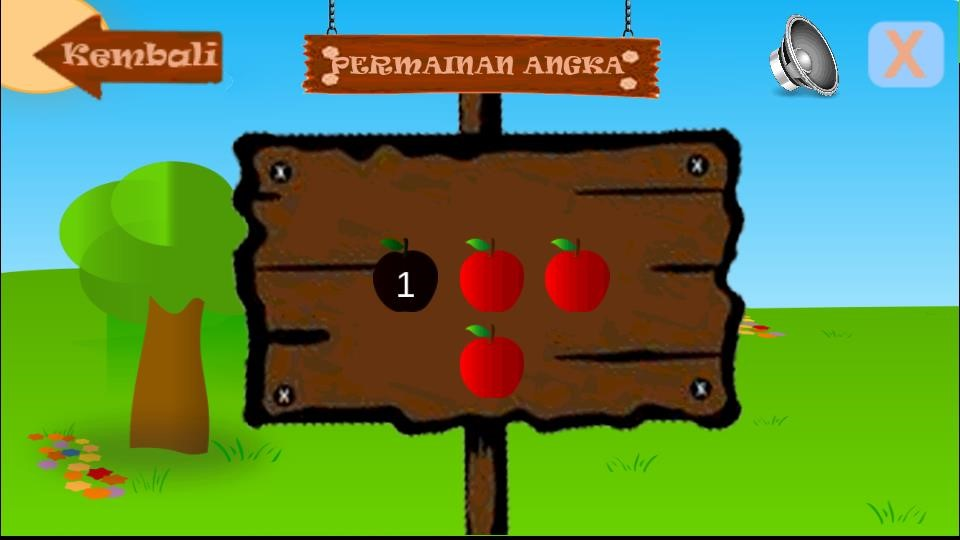 Kembali
PERMAINAN ANGKA
X
1